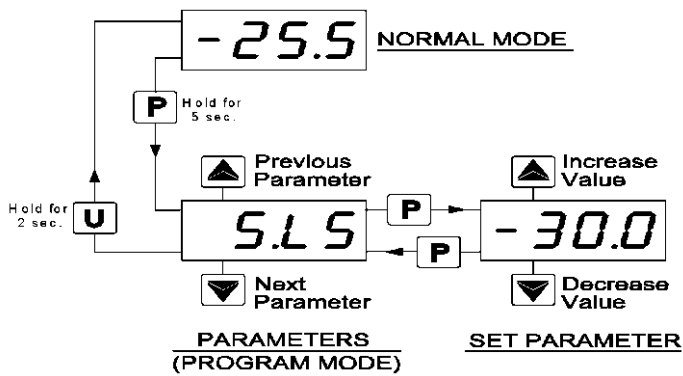 -25.5
NORMAL MODE
P
Hold for
5 sec.
Previous
Parameter
Increase
Value
Hold for
2 sec.
U
S.L S
P
P
-30.0
Next
Parameter
Decrease
Value
PARAMETERS
(PROGRAM MODE)
SET PARAMETER